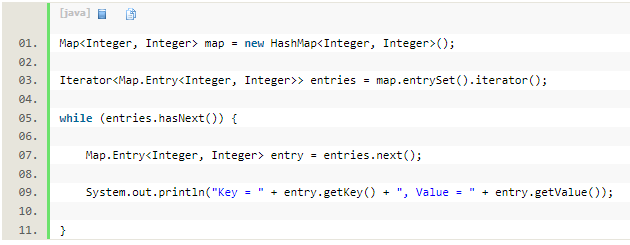 [java]
01. Map<Integer, Integer> map = new HashMap<Integer, Integer>();
02.
03. Iterator<Map.Entry<Integer, Integer>> entries = map.entrySet().iterator();
04.
05. while (entries.hasNext()) {
06.
07.     Map.Entry<Integer, Integer> entry = entries.next();
08.
09.     System.out.println("Key = " + entry.getKey() + ", Value = " + entry.getValue());
10.
11. }